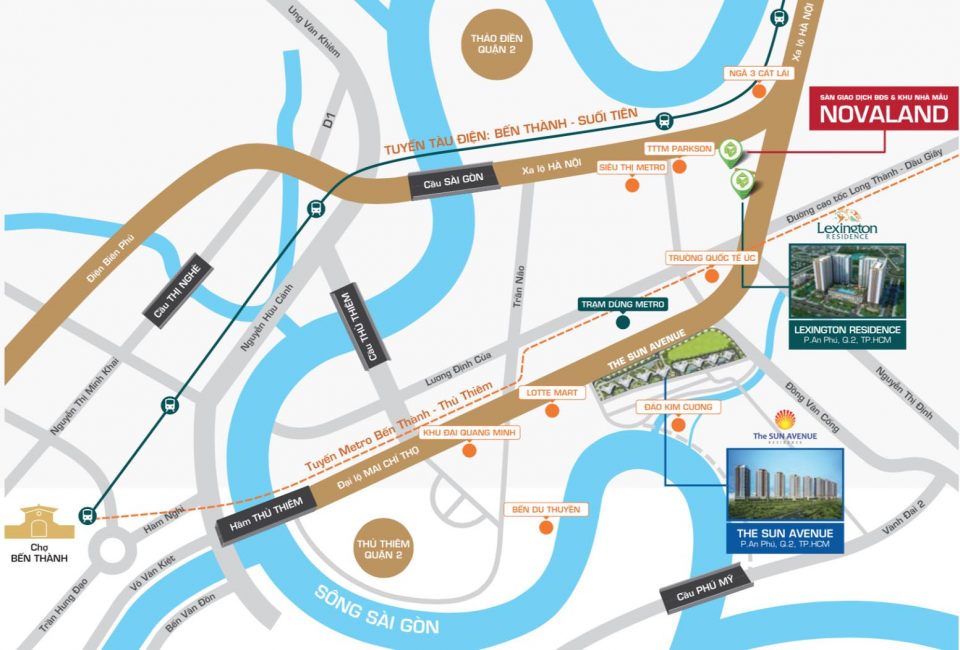 Ung Văn Khiêm
THẢO ĐIỀN
QUẬN 2
Xa lộ HÀ NỘI
NGÃ 3 CÁT LÁI
SÀN GIAO DỊCH BĐS & KHU NHÀ MẪU
NOVALAND
D1
TUYẾN TÀU ĐIỆN: BẾN THÀNH - SUỐI TIÊN
TTTM PARKSON
Xa lộ HÀ NỘI
SIÊU THỊ METRO
Cầu SÀI GÒN
Đường cao tốc Long Thành - Dầu Giây
Lexington
RESIDENCE
Điện Biên Phủ
Cầu THỊ NGHÈ
TRƯỜNG QUỐC TẾ ÚC
Trần Não
Nguyễn Hữu Cảnh
Cầu THỦ THIÊM
TRẠM DỪNG METRO
LEXINGTON RESIDENCE
P.An Phú, Q.2, TP.HCM
THE SUN AVENUE
Lương Định Của
Nguyễn Thị Minh Khai
Nguyễn Thị Định
Đồng Văn Cống
LOTTE MART
ĐẢO KIM CƯƠNG
Tuyến Metro Bến Thành - Thủ Thiêm
KHU ĐẠI QUANG MINH
The SUN AVENUE
RESIDENCE
Đại lộ MAI CHÍ THỌ
Hàm Nghi
Hầm THỦ THIÊM
BẾN DU THUYỀN
Vành Đai 2
THE SUN AVENUE
P.An Phú, Q.2, TP.HCM
Chợ
BẾN THÀNH
THỦ THIÊM
QUẬN 2
Võ Văn Kiệt
Trần Hưng Đạo
Bến Vân Đồn
SÔNG SÀI GÒN
Cầu PHÚ MỸ